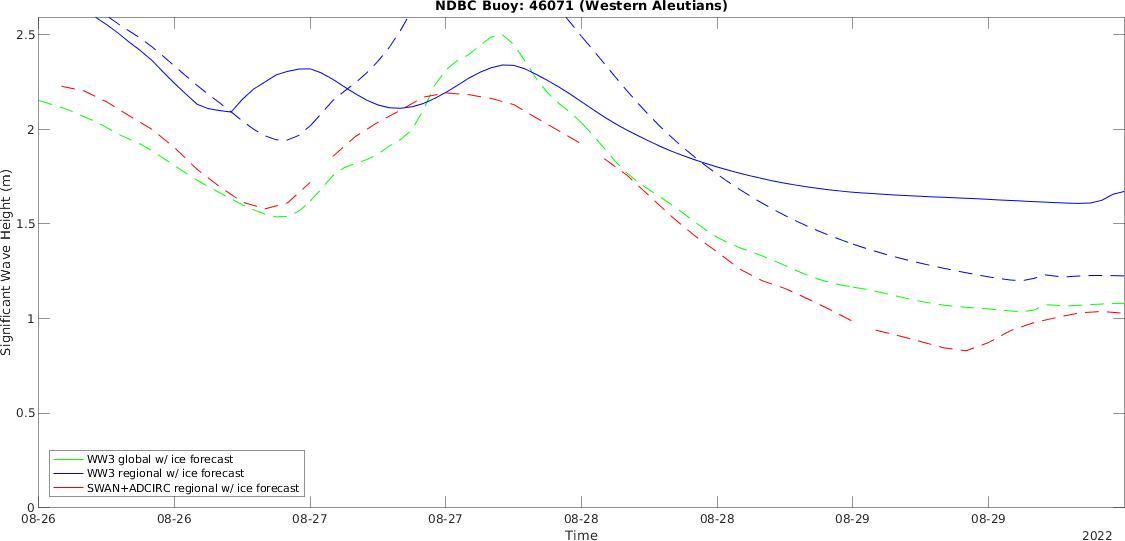 NDBC Buoy: 46071 (Western Aleutians)
2.5
2
1.5
1
0.5
0
Significant Wave Height (m)
WW3 global w/ ice forecast
WW3 regional w/ ice forecast
SWAN+ADCIRC regional w/ ice forecast
08-26 08-26 08-27 08-27 08-28 08-28 08-29 08-29
Time
2022